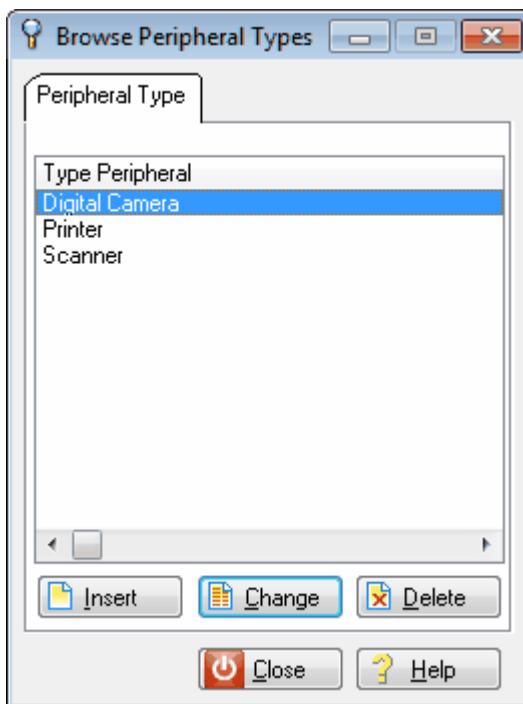 Browse Peripheral Types
Peripheral Type
Type Peripheral
Digital Camera
Printer
Scanner
Insert Change Delete
Close Help